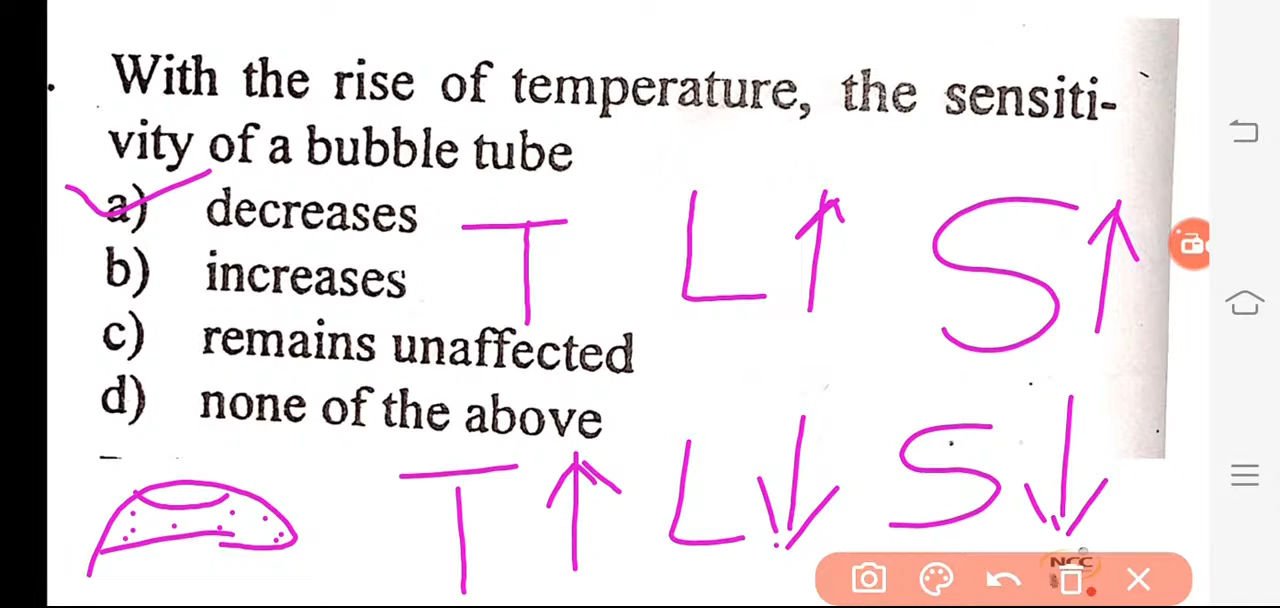 With the rise of temperature, the sensiti-
vity of a bubble tube
a) decreases
b) increases
c) remains unaffected
d) none of the above
T L↑ S↑
T↑ L↓ S↓
NCC